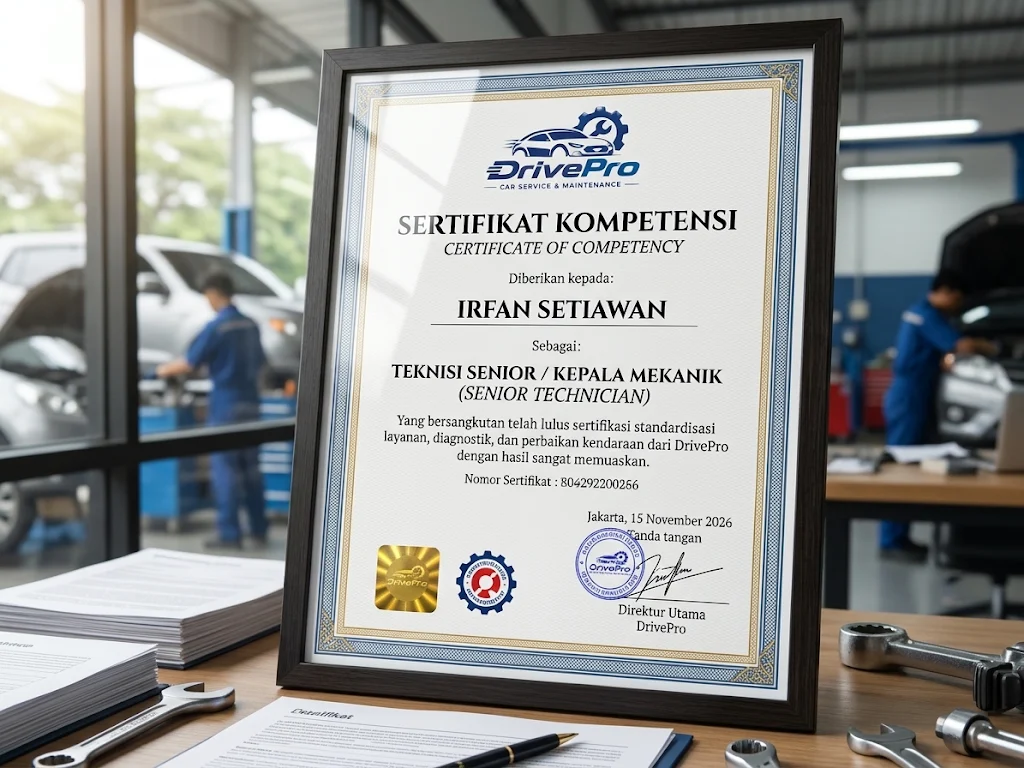 DrivePro
CAR SERVICE & MAINTENANCE
SERTIFIKAT KOMPETENSI
CERTIFICATE OF COMPETENCY
Diberikan kepada:
IRFAN SETIAWAN
Sebagai:
TEKNISI SENIOR / KEPALA MEKANIK
(SENIOR TECHNICIAN)
Yang bersangkutan telah lulus sertifikasi standardisasi
layanan, diagnostik, dan perbaikan kendaraan dari DrivePro
dengan hasil sangat memuaskan.
Nomor Sertifikat : 804292200266
Jakarta, 15 November 2026
Tanda tangan
DrivePro
DrivePro
Direktur Utama
DrivePro